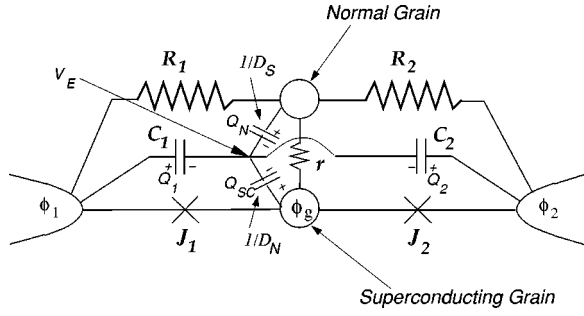 Normal Grain
R1
1/DS
R2
VE
QN
+
-
C1
C2
r
+
-
Q1
QSC
+
-
+
Q2
ϕ1
ϕg
ϕ2
J1
1/DN
J2
Superconducting Grain